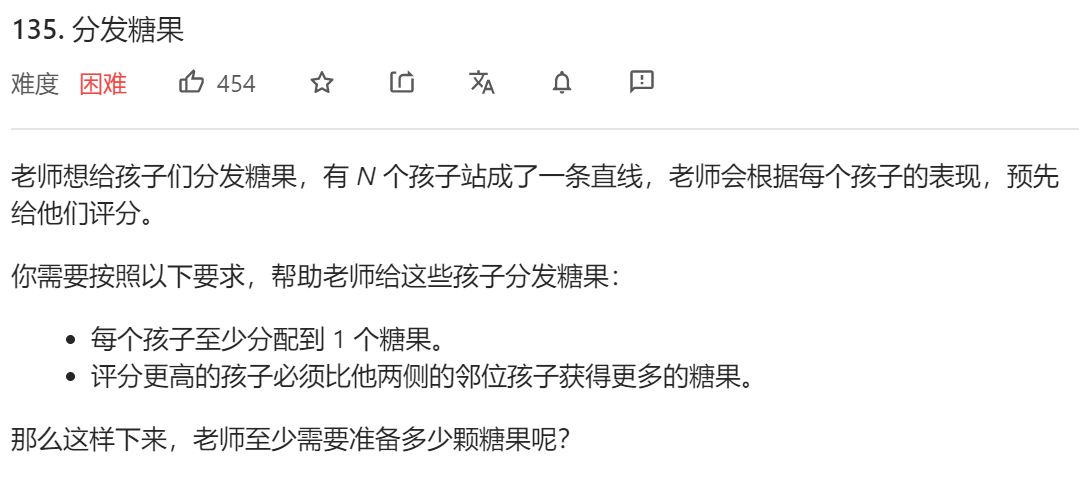 135. 分发糖果
难度 困难 454
老师想给孩子们分发糖果，有 N 个孩子站成了一条直线，老师会根据每个孩子的表现，预先
给他们评分。
你需要按照以下要求，帮助老师给这些孩子分发糖果：
• 每个孩子至少分配到 1 个糖果。
• 评分更高的孩子必须比他两侧的邻位孩子获得更多的糖果。
那么这样下来，老师至少需要准备多少颗糖果呢？